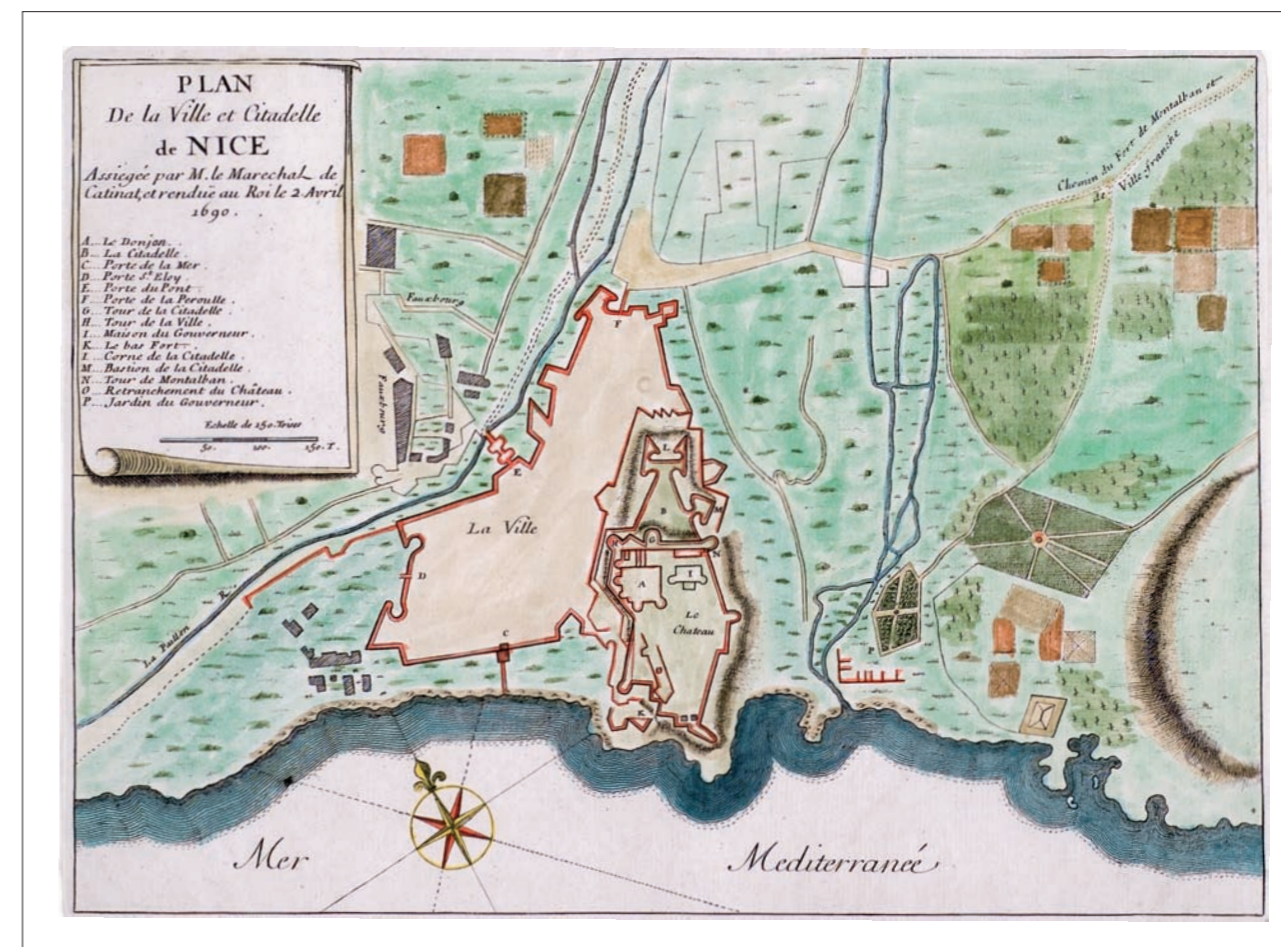 PLAN
De la Ville et Citadelle
de NICE
Assiegée par M. le Marechal de
Catinat, et renduë au Roi le 2. Avril
1690.
A... Le Donjon.
B... La Citadelle.
C... Porte de la Mer.
D... Porte St. Eloy.
E... Porte du Pont.
F... Porte de la Peroulle.
G... Tour de la Citadelle.
H... Tour de la Ville.
I... Maison du Gouverneur.
K... Le bas Fort.
L... Corne de la Citadelle.
M... Bastion de la Citadelle.
N... Tour de Montalban.
O... Retranchement du Château.
P... Jardin du Gouverneur.
Echelle de 150. Toises
50. 100. 150. T.
Chemin du Fort de Montalban et
de Ville-franche
Fauxbourg
Fauxbourg
F
E
L
La Ville
B
M
G
H
N
D
A
I
Le
Chateau
C
O
P
K
La Paillon R.
Mer Mediterraneé